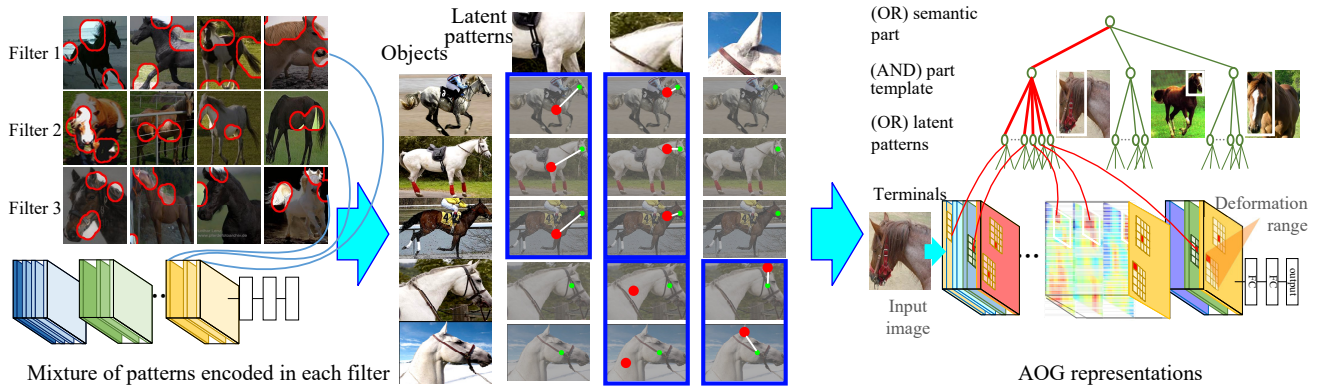 Filter 1
Filter 2
Filter 3
Mixture of patterns encoded in each filter
Latent
patterns
Objects
(OR) semantic
part
(AND) part
template
(OR) latent
patterns
Terminals
Input
image
Deformation
range
FC
FC
output
AOG representations